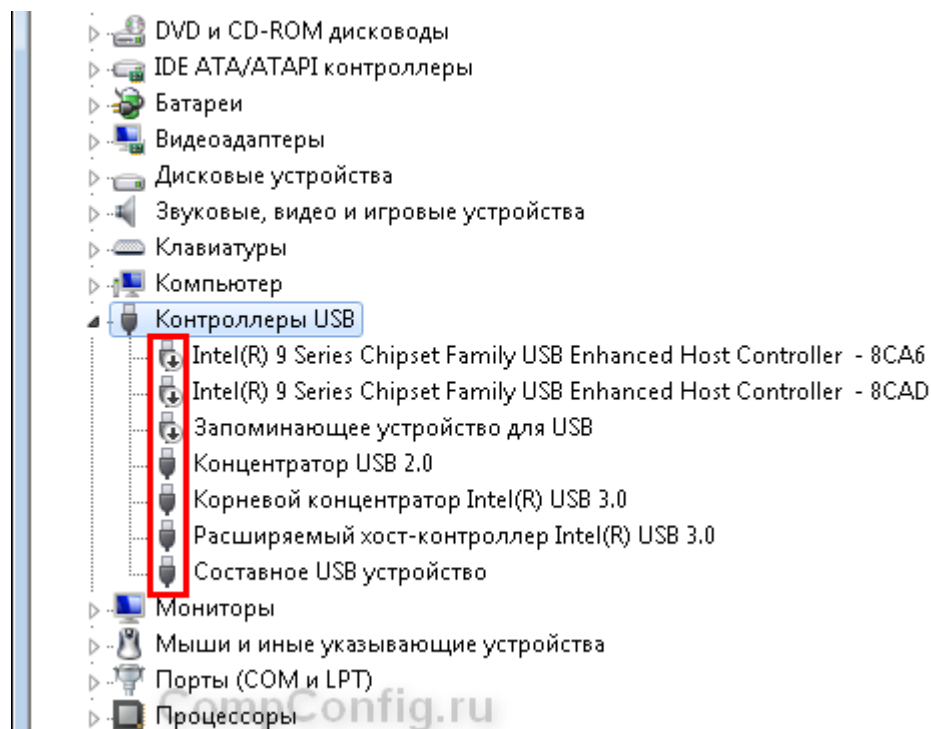 DVD и CD-ROM дисководы
IDE ATA/ATAPI контроллеры
Батареи
Видеоадаптеры
Дисковые устройства
Звуковые, видео и игровые устройства
Клавиатуры
Компьютер
Контроллеры USB
Intel(R) 9 Series Chipset Family USB Enhanced Host Controller - 8CA6
Intel(R) 9 Series Chipset Family USB Enhanced Host Controller - 8CAD
Запоминающее устройство для USB
Концентратор USB 2.0
Корневой концентратор Intel(R) USB 3.0
Расширяемый хост-контроллер Intel(R) USB 3.0
Составное USB устройство
Мониторы
Мыши и иные указывающие устройства
Порты (COM и LPT)
Процессоры
CompConfig.ru